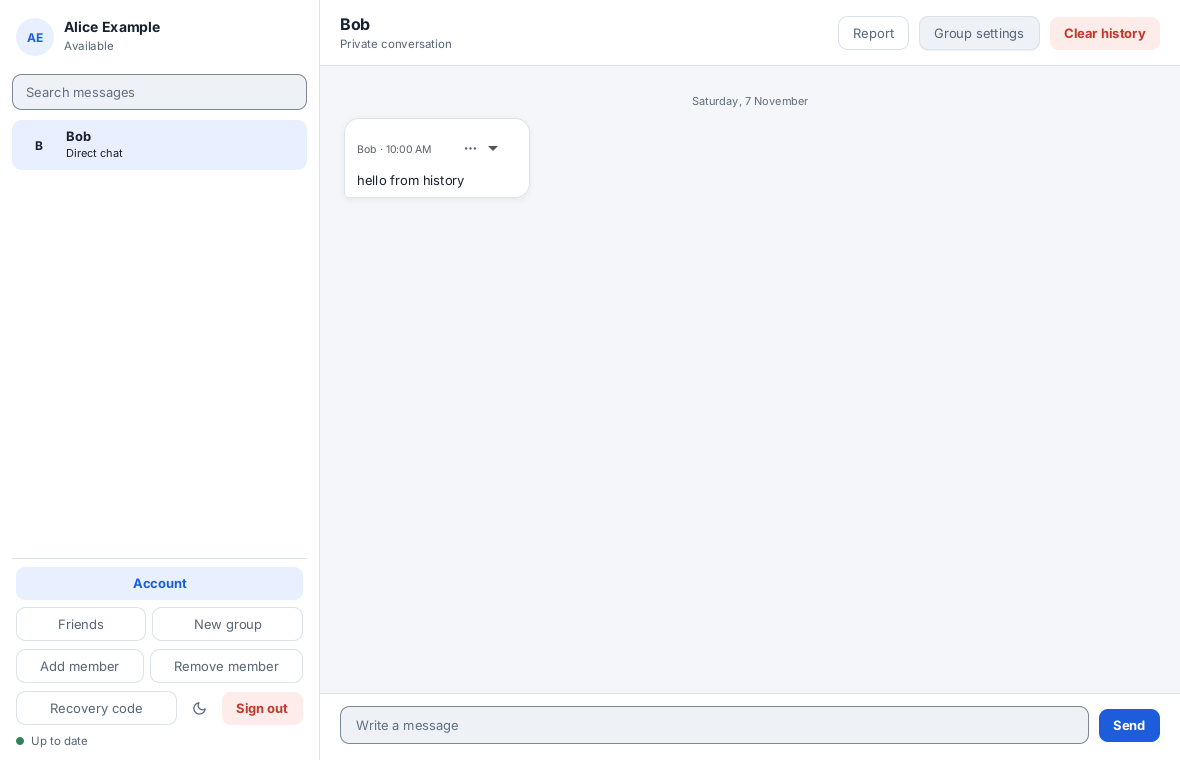 AE
Alice Example
Available
Search messages
B
Bob
Direct chat
Account
Friends
New group
Add member
Remove member
Recovery code
Sign out
Up to date
Bob
Private conversation
Report
Group settings
Clear history
Saturday, 7 November
Bob · 10:00 AM
hello from history
Write a message
Send